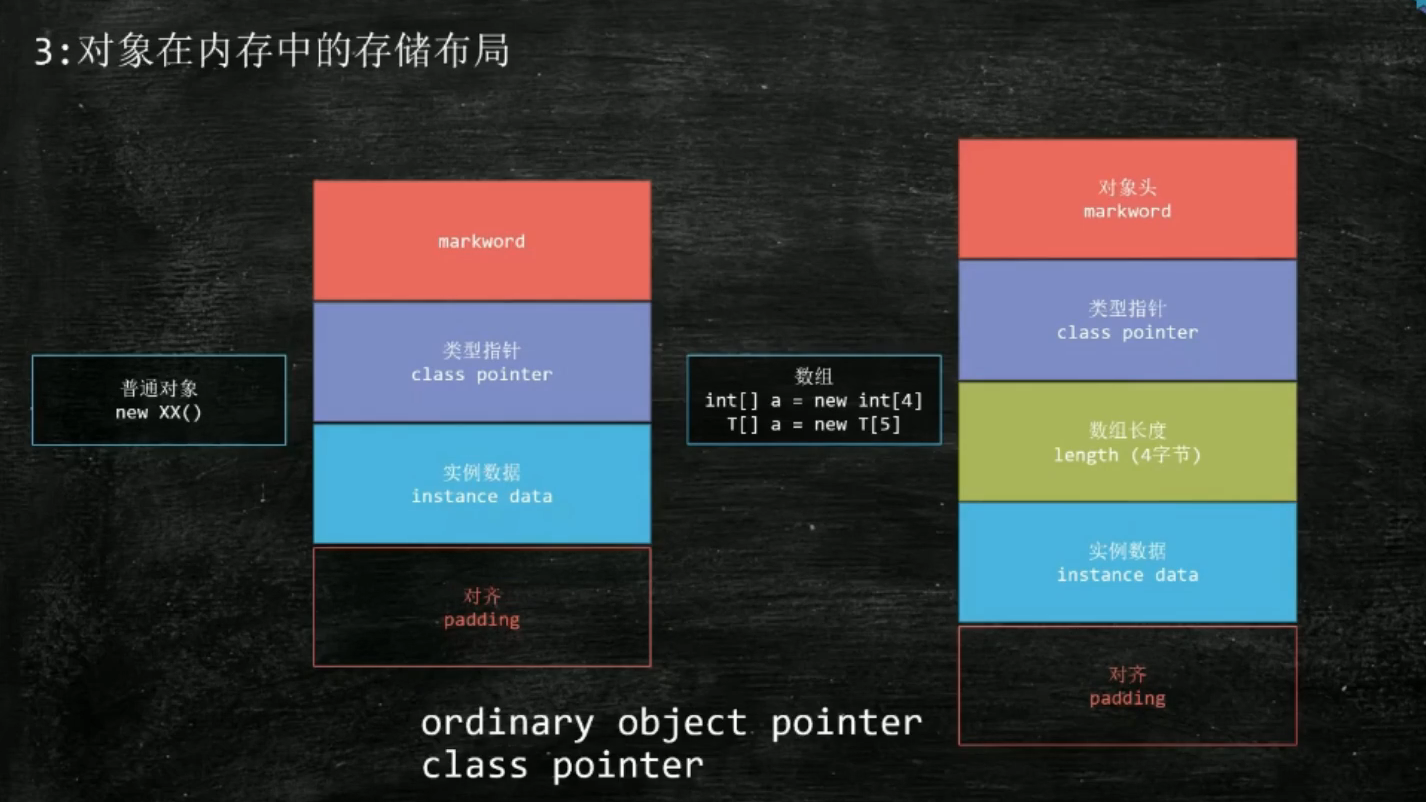 3:对象在内存中的存储布局
普通对象
new XX()
markword
类型指针
class pointer
实例数据
instance data
对齐
padding
数组
int[] a = new int[4]
T[] a = new T[5]
对象头
markword
类型指针
class pointer
数组长度
length (4字节)
实例数据
instance data
对齐
padding
ordinary object pointer
class pointer